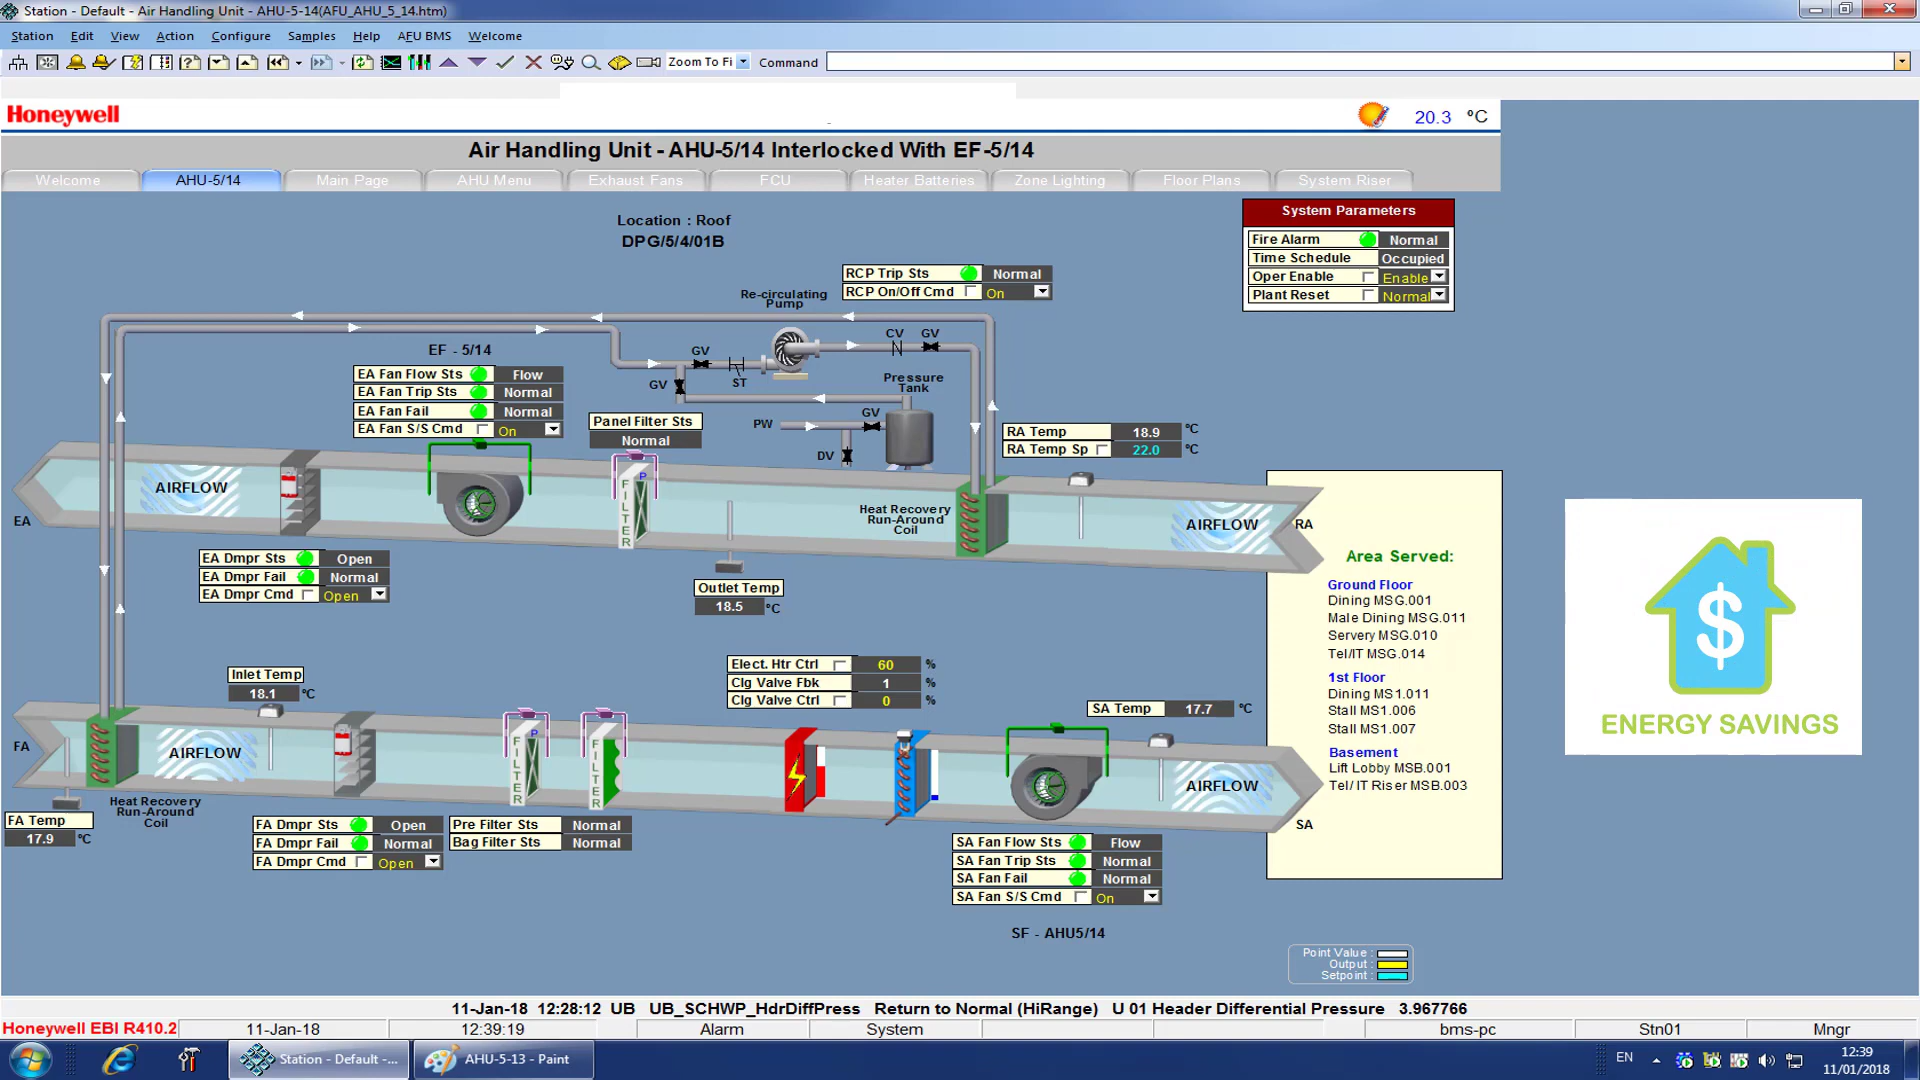 Station - Default - Air Handling Unit - AHU-5-14(AFU_AHU_5_14.htm)
Station Edit View Action Configure Samples Help AFU BMS Welcome
Zoom To Fi Command
Honeywell
20.3 °C
Air Handling Unit - AHU-5/14 Interlocked With EF-5/14
Welcome AHU-5/14 Main Page AHU Menu Exhaust Fans FCU Heater Batteries Zone Lighting Floor Plans System Riser
Location : Roof
DPG/5/4/01B
System Parameters
Fire Alarm Normal
Time Schedule Occupied
Oper Enable Enable
Plant Reset Normal
RCP Trip Sts Normal
RCP On/Off Cmd On
Re-circulating
Pump
CV GV
GV
ST
GV
Pressure
Tank
PW
GV
DV
EF - 5/14
EA Fan Flow Sts Flow
EA Fan Trip Sts Normal
EA Fan Fail Normal
EA Fan S/S Cmd On
Panel Filter Sts
Normal
RA Temp 18.9 °C
RA Temp Sp 22.0 °C
AIRFLOW
EA
P
FILTER
Heat Recovery
Run-Around
Coil
AIRFLOW
RA
EA Dmpr Sts Open
EA Dmpr Fail Normal
EA Dmpr Cmd Open
Outlet Temp
18.5 °C
Area Served:
Ground Floor
Dining MSG.001
Male Dining MSG.011
Servery MSG.010
Tel/IT MSG.014
1st Floor
Dining MS1.011
Stall MS1.006
Stall MS1.007
Basement
Lift Lobby MSB.001
Tel/ IT Riser MSB.003
$
ENERGY SAVINGS
Inlet Temp
18.1 °C
Elect. Htr Ctrl 60 %
Clg Valve Fbk 1 %
Clg Valve Ctrl 0 %
SA Temp 17.7 °C
FA
AIRFLOW
P
FILTER
FILTER
AIRFLOW
SA
Heat Recovery
Run-Around
Coil
FA Temp
17.9 °C
FA Dmpr Sts Open
FA Dmpr Fail Normal
FA Dmpr Cmd Open
Pre Filter Sts Normal
Bag Filter Sts Normal
SA Fan Flow Sts Flow
SA Fan Trip Sts Normal
SA Fan Fail Normal
SA Fan S/S Cmd On
SF - AHU5/14
Point Value :
Output :
Setpoint :
11-Jan-18 12:28:12 UB UB_SCHWP_HdrDiffPress Return to Normal (HiRange) U 01 Header Differential Pressure 3.967766
Honeywell EBI R410.2 11-Jan-18 12:39:19 Alarm System bms-pc Stn01 Mngr
Station - Default -... AHU-5-13 - Paint EN 12:39
11/01/2018